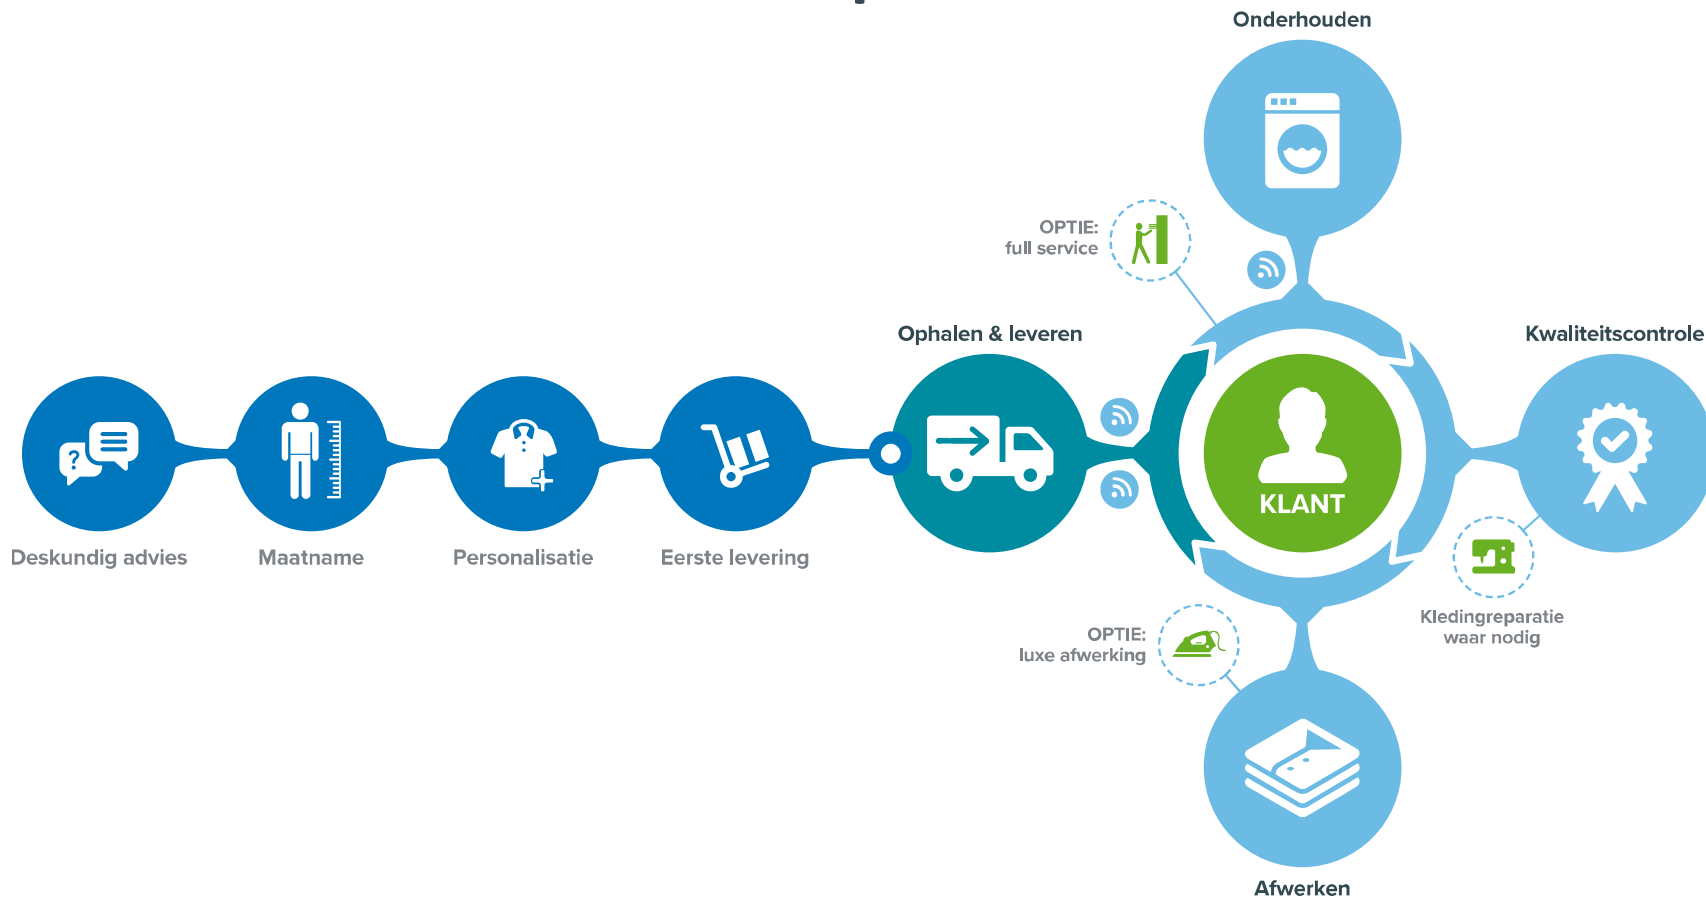 Onderhouden
OPTIE:
full service
Ophalen & leveren
Kwaliteitscontrole
?
KLANT
Deskundig advies
Maatname
Personalisatie
Eerste levering
Kledingreparatie
waar nodig
OPTIE:
luxe afwerking
Afwerken